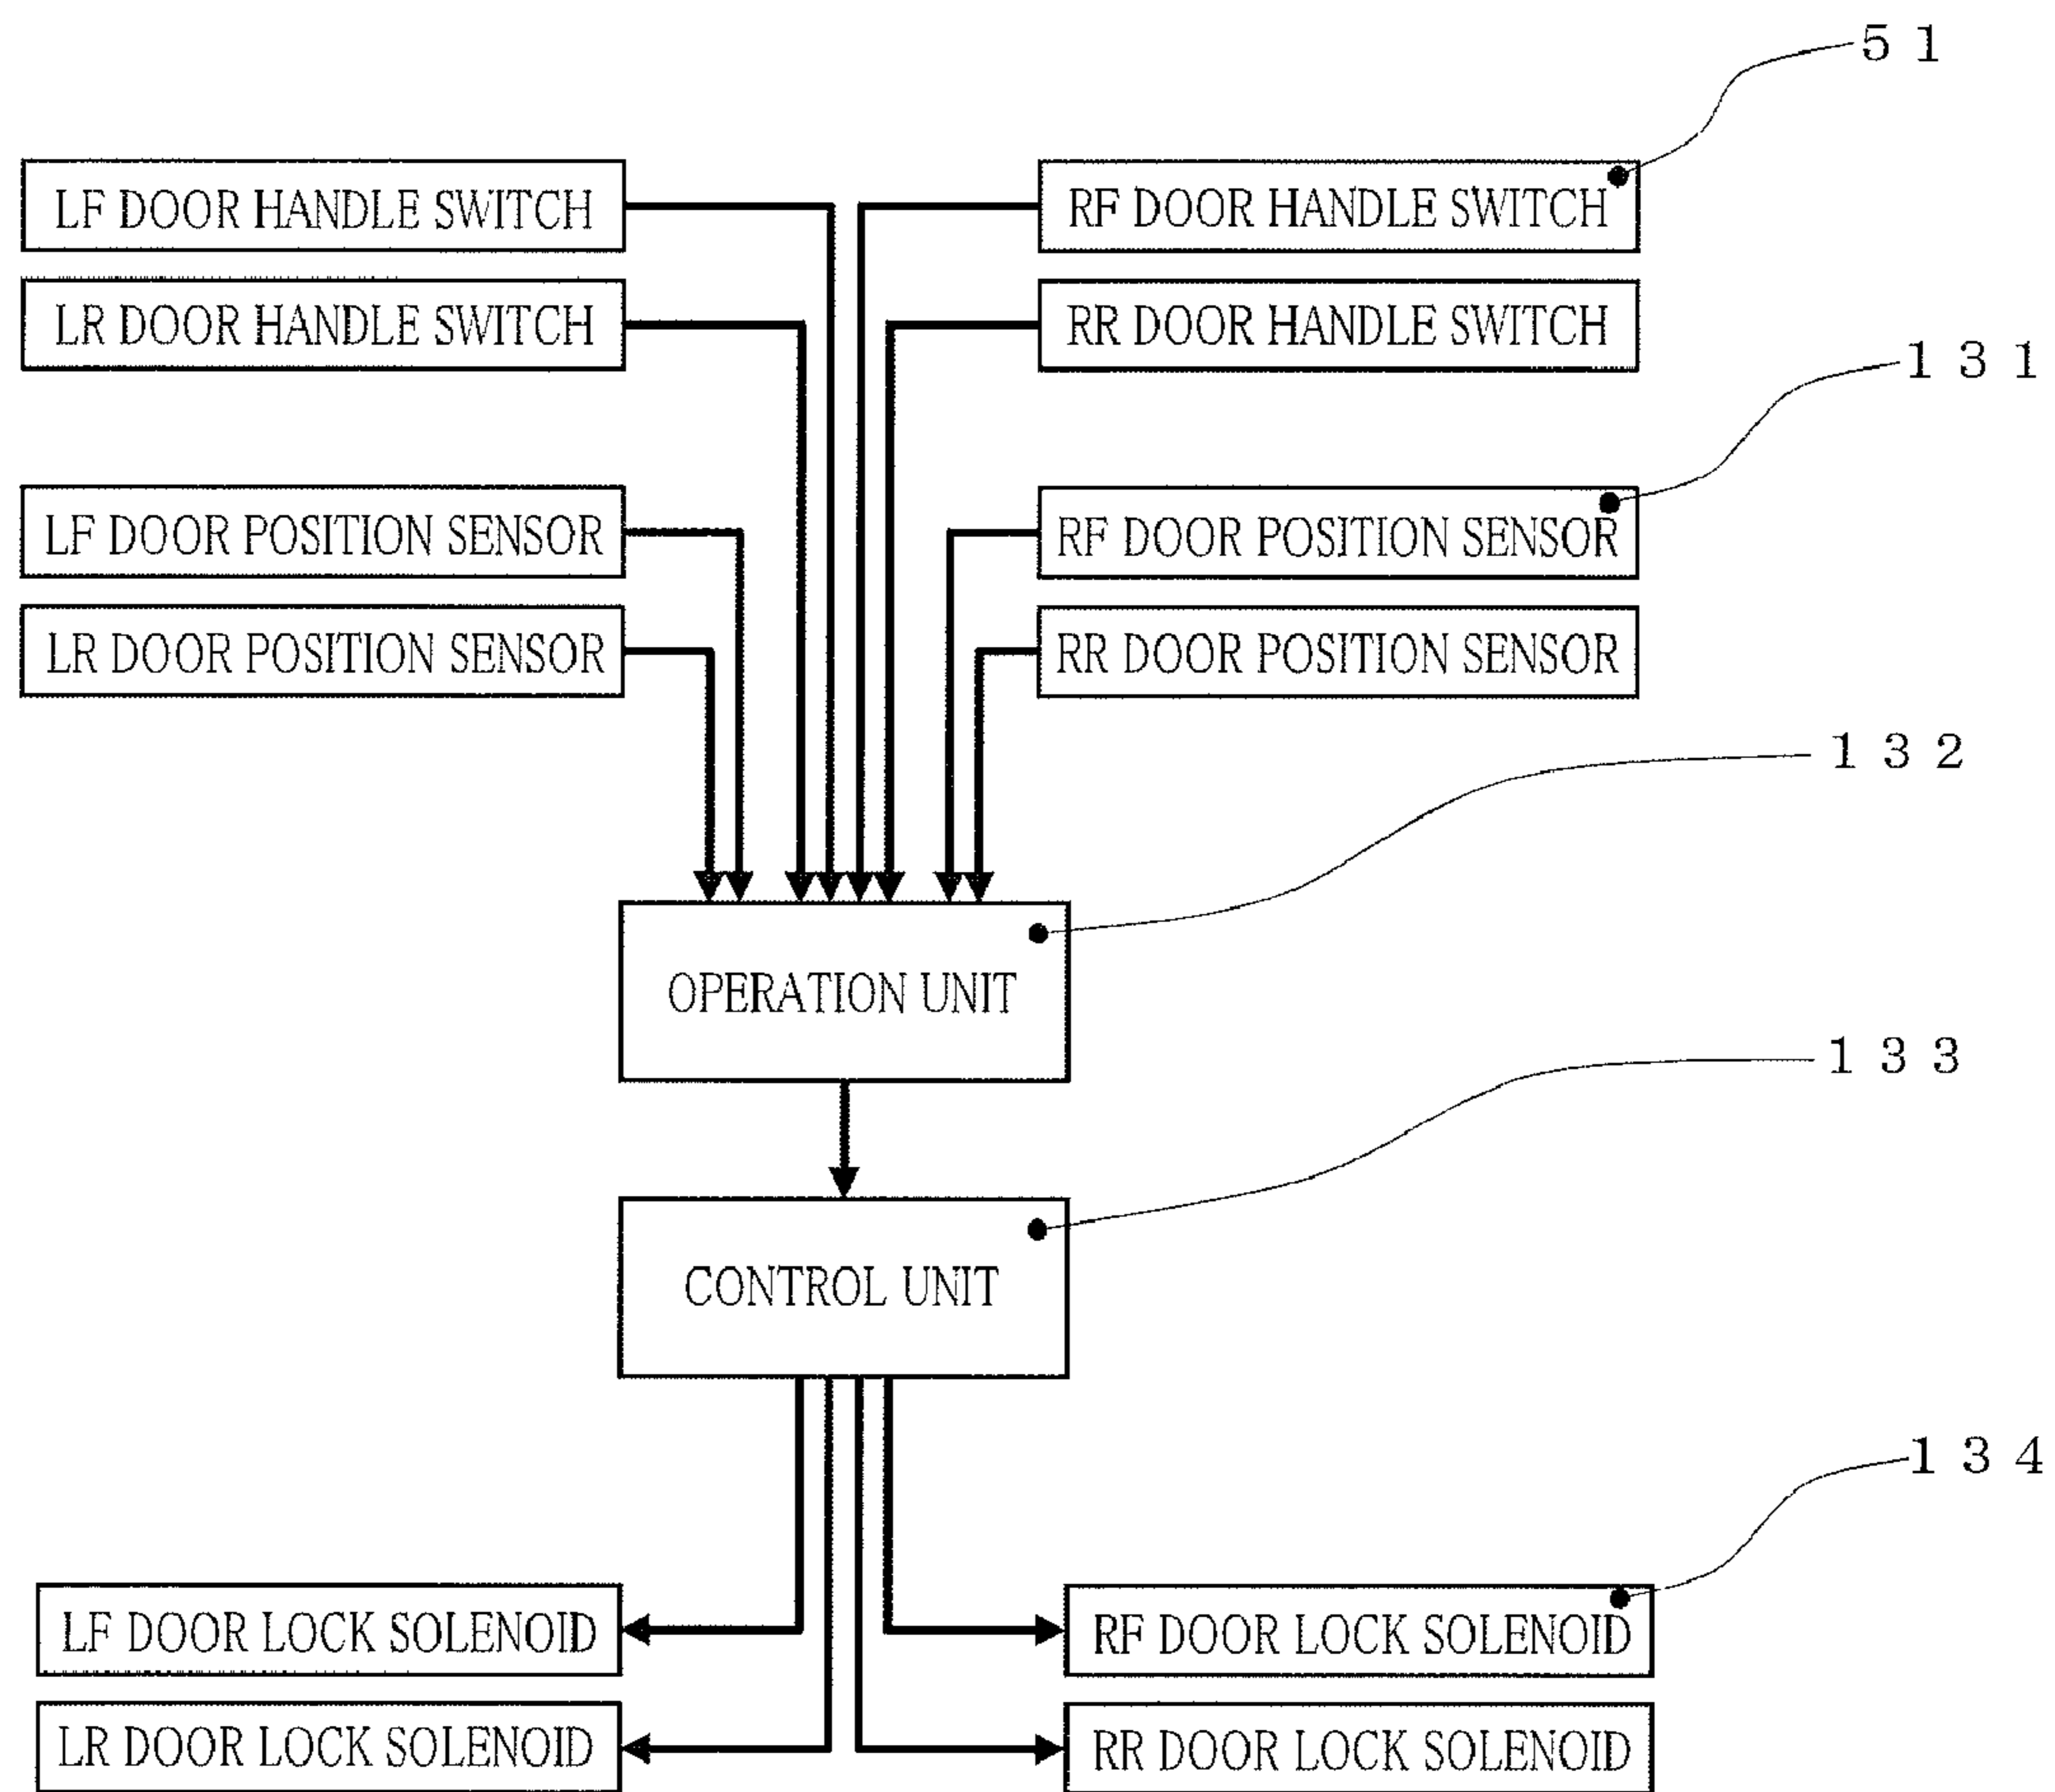 ５１
LF DOOR HANDLE SWITCH
RF DOOR HANDLE SWITCH
LR DOOR HANDLE SWITCH
RR DOOR HANDLE SWITCH
１３１
LF DOOR POSITION SENSOR
RF DOOR POSITION SENSOR
LR DOOR POSITION SENSOR
RR DOOR POSITION SENSOR
１３２
OPERATION UNIT
１３３
CONTROL UNIT
１３４
LF DOOR LOCK SOLENOID
RF DOOR LOCK SOLENOID
LR DOOR LOCK SOLENOID
RR DOOR LOCK SOLENOID